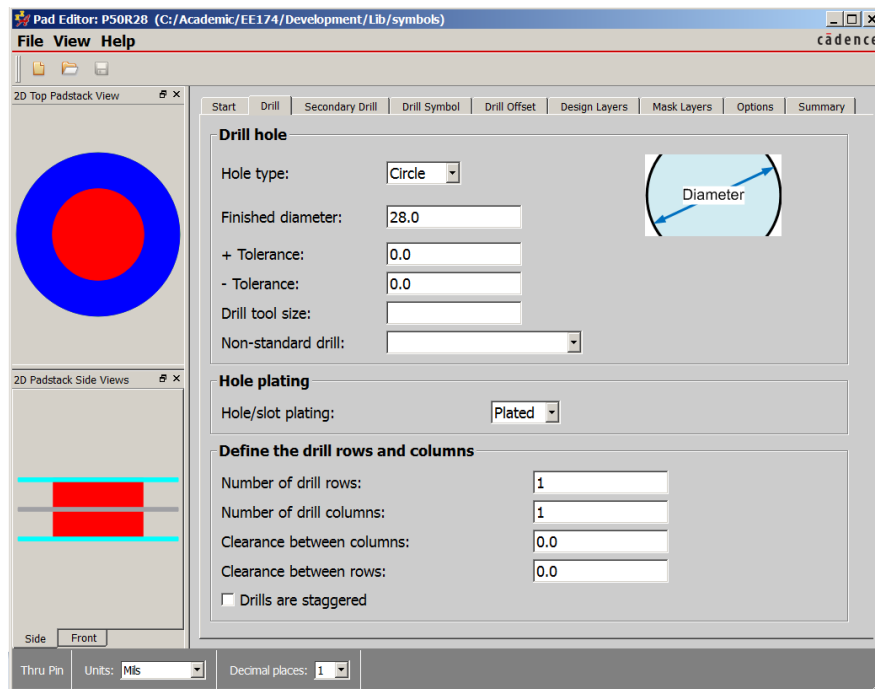 Pad Editor: P50R28 (C:/Academic/EE174/Development/Lib/symbols)
File View Help
cādence
2D Top Padstack View
Start Drill Secondary Drill Drill Symbol Drill Offset Design Layers Mask Layers Options Summary
Drill hole
Hole type: Circle
Diameter
Finished diameter: 28.0
+ Tolerance: 0.0
- Tolerance: 0.0
Drill tool size:
Non-standard drill:
2D Padstack Side Views
Hole plating
Hole/slot plating: Plated
Define the drill rows and columns
Number of drill rows: 1
Number of drill columns: 1
Clearance between columns: 0.0
Clearance between rows: 0.0
Drills are staggered
Side Front
Thru Pin Units: Mils Decimal places: 1